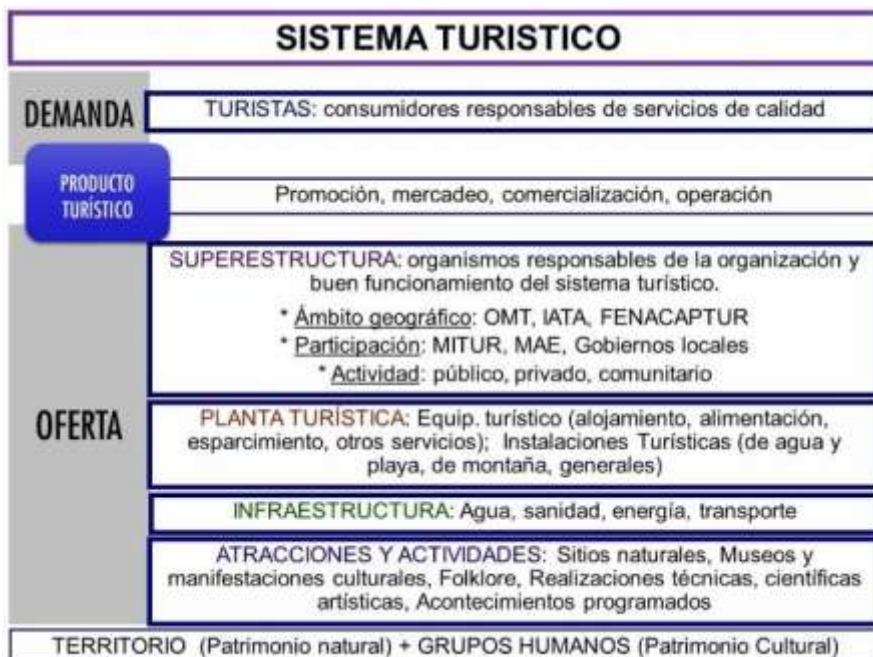 SISTEMA TURISTICO
DEMANDA
TURISTAS: consumidores responsables de servicios de calidad
PRODUCTO
TURÍSTICO
Promoción, mercadeo, comercialización, operación
OFERTA
SUPERESTRUCTURA: organismos responsables de la organización y
buen funcionamiento del sistema turístico.
* Ámbito geográfico: OMT, IATA, FENACAPTUR
* Participación: MITUR, MAE, Gobiernos locales
* Actividad: público, privado, comunitario
PLANTA TURÍSTICA: Equip. turístico (alojamiento, alimentación,
esparcimiento, otros servicios); Instalaciones Turísticas (de agua y
playa, de montaña, generales)
INFRAESTRUCTURA: Agua, sanidad, energía, transporte
ATRACCIONES Y ACTIVIDADES: Sitios naturales, Museos y
manifestaciones culturales, Folklore, Realizaciones técnicas, científicas
artísticas, Acontecimientos programados
TERRITORIO (Patrimonio natural) + GRUPOS HUMANOS (Patrimonio Cultural)